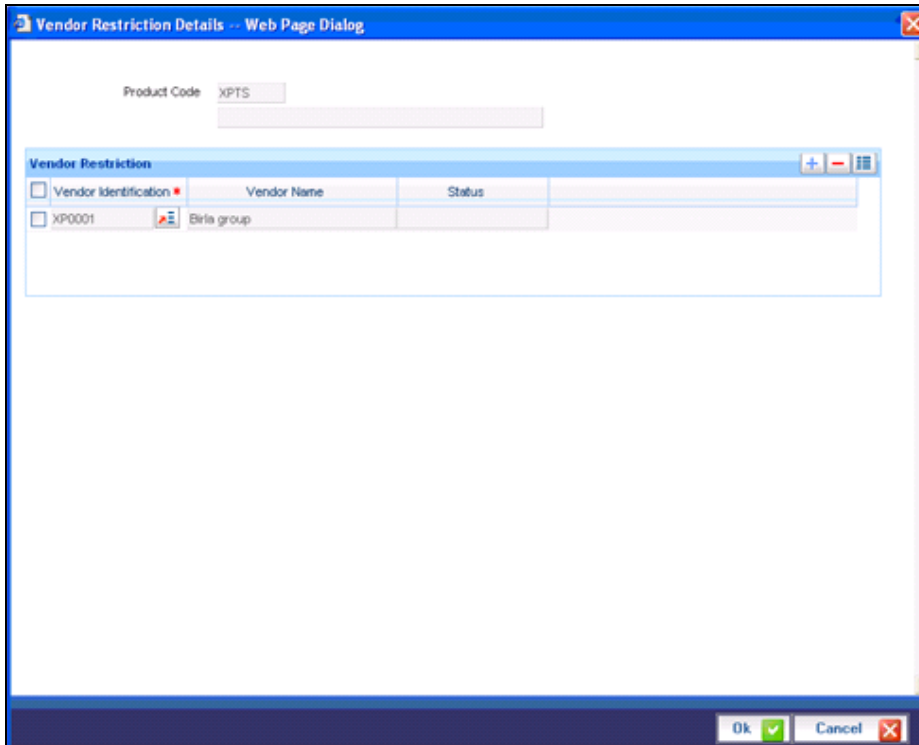 Vendor Restriction Details -- Web Page Dialog
Product Code XPTS
Vendor Restriction
Vendor Identification * Vendor Name Status
XP0001 Birla group
Ok Cancel